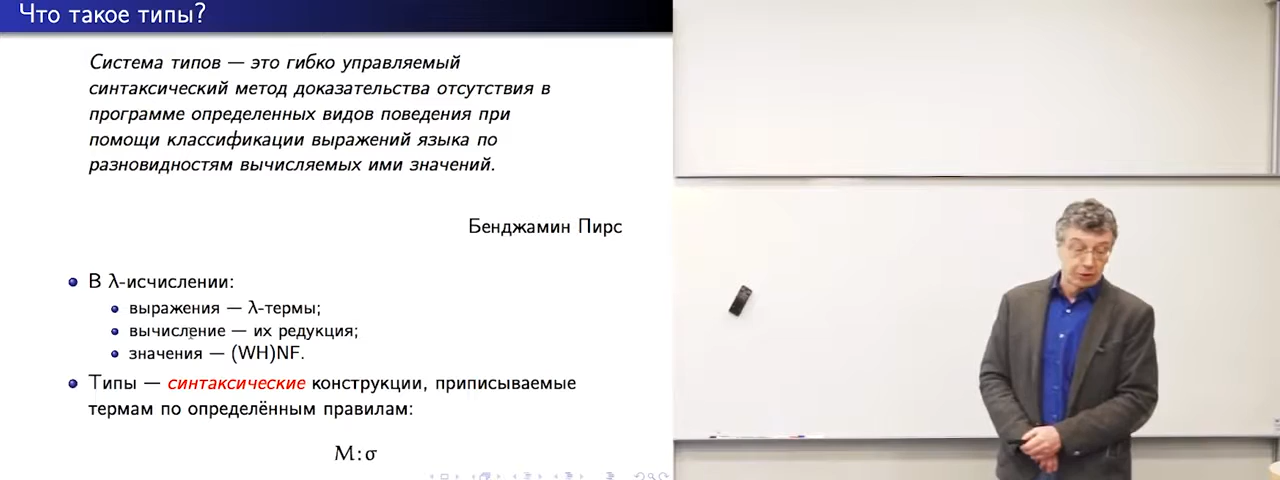 Что такое типы?
Система типов — это гибко управляемый
синтаксический метод доказательства отсутствия в
программе определенных видов поведения при
помощи классификации выражений языка по
разновидностям вычисляемых ими значений.
Бенджамин Пирс
В λ-исчислении:
выражения — λ-термы;
вычисление — их редукция;
значения — (WH)NF.
Типы — синтаксические конструкции, приписываемые
термам по определённым правилам:
M:σ